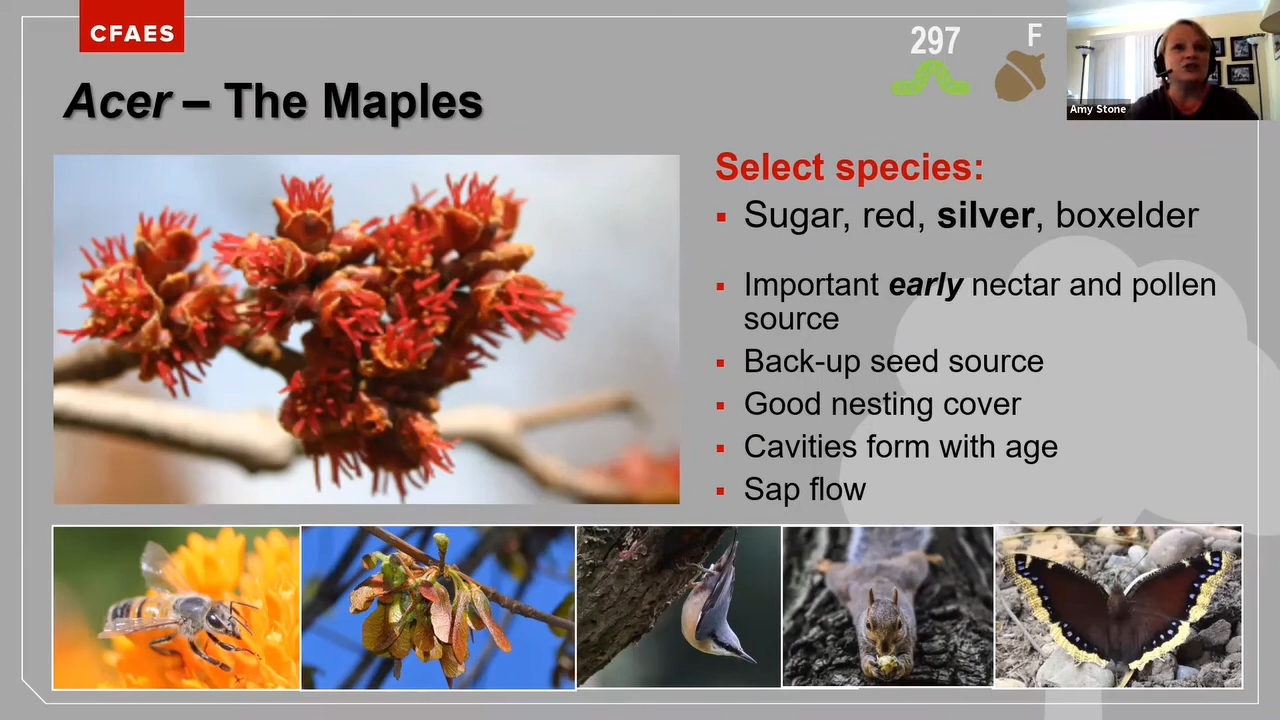 CFAES
297
F
Amy Stone
Acer – The Maples
Select species:
▪ Sugar, red, silver, boxelder
▪ Important early nectar and pollen
source
▪ Back-up seed source
▪ Good nesting cover
▪ Cavities form with age
▪ Sap flow